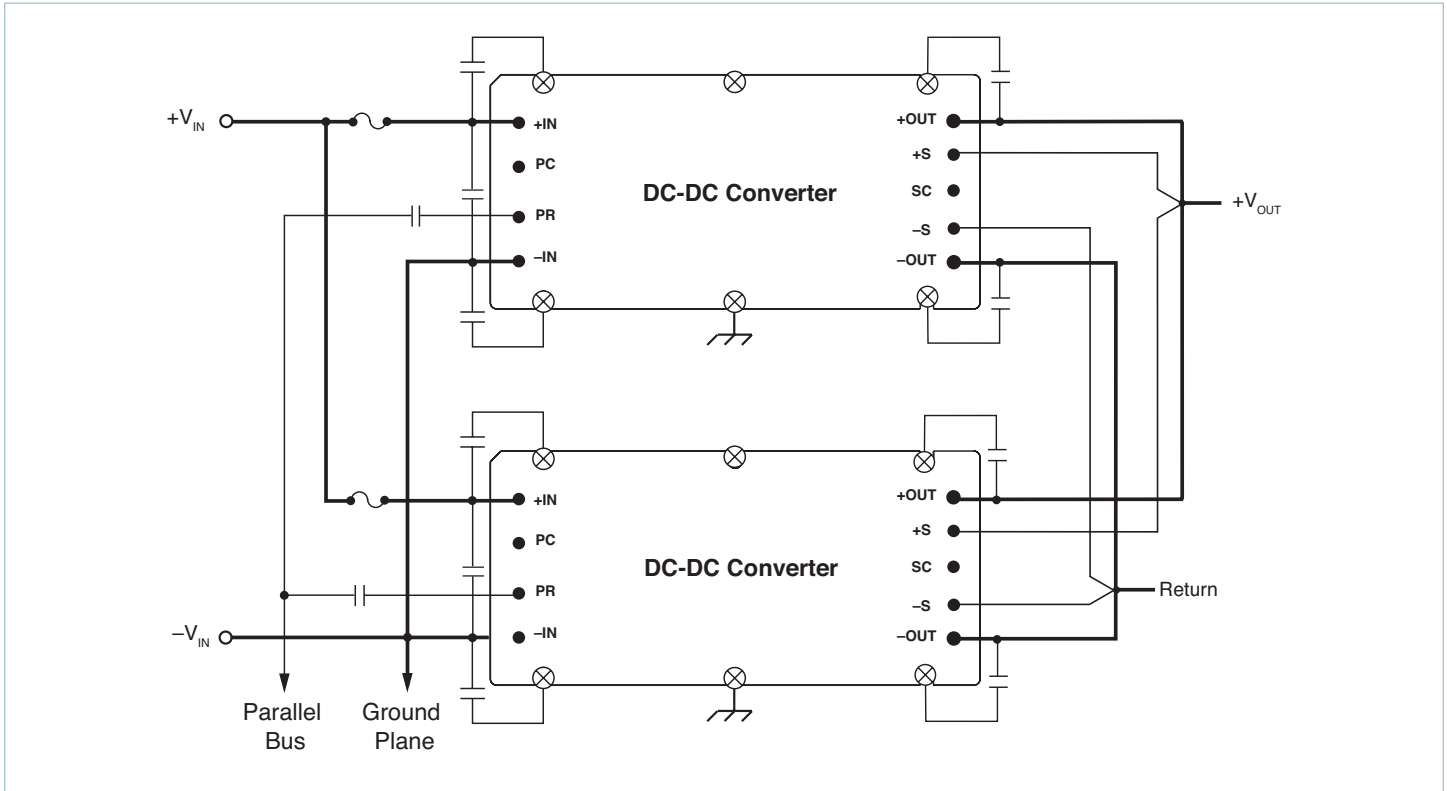 +VIN
+IN
PC
PR
–IN
DC-DC Converter
+OUT
+S
SC
–S
–OUT
+VOUT
+IN
PC
PR
–IN
DC-DC Converter
+OUT
+S
SC
–S
–OUT
Return
–VIN
Parallel
Bus
Ground
Plane